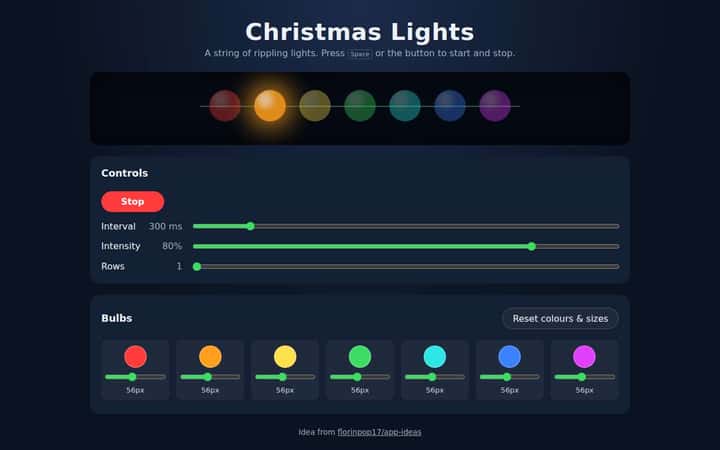 Christmas Lights
A string of rippling lights. Press Space or the button to start and stop.
Controls
Stop
Interval 300 ms
Intensity 80%
Rows 1
Bulbs Reset colours & sizes
56px 56px 56px 56px 56px 56px 56px
Idea from florinpop17/app-ideas